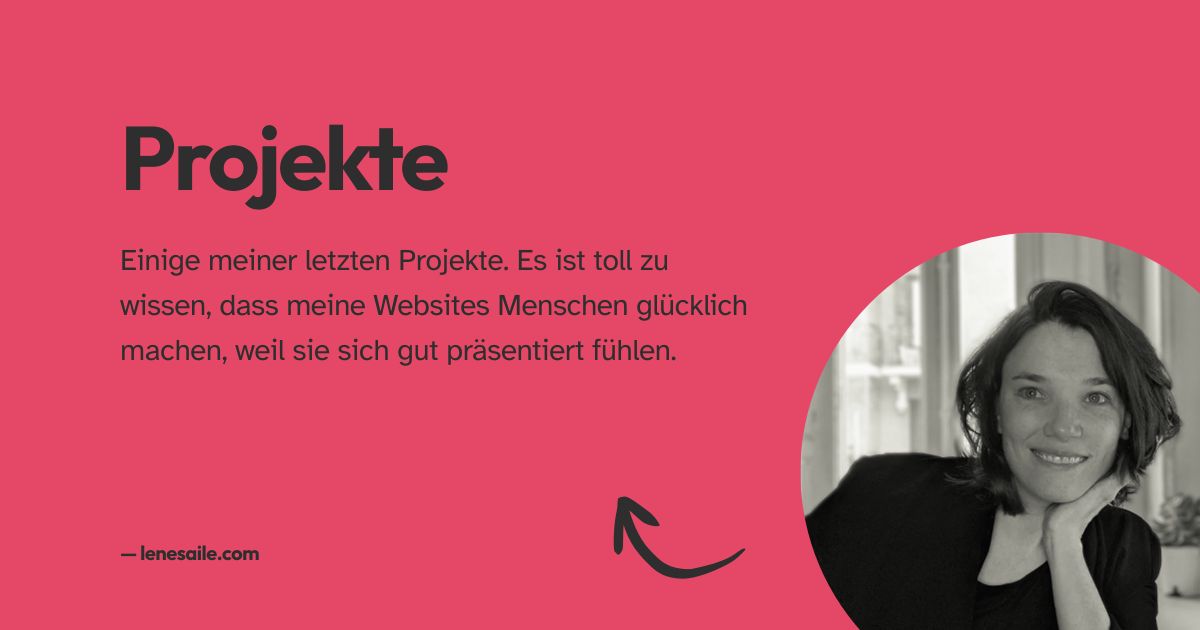 Projekte
Einige meiner letzten Projekte. Es ist toll zu
wissen, dass meine Websites Menschen glücklich
machen, weil sie sich gut präsentiert fühlen.
— lenesaile.com